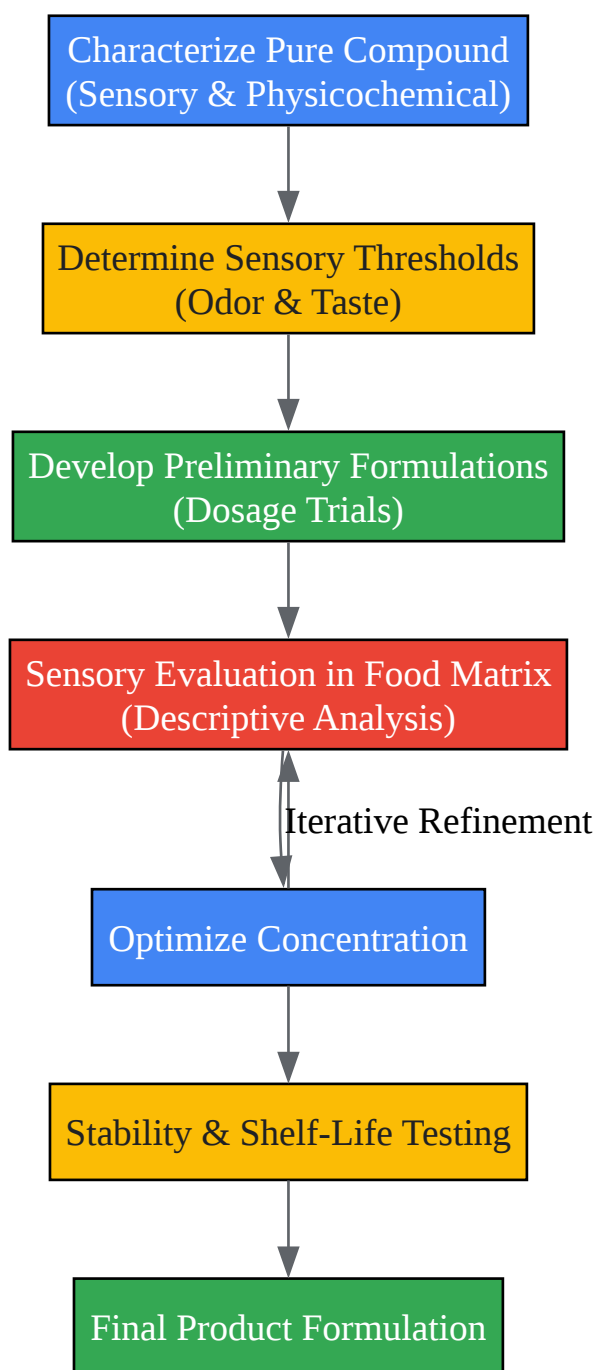 Characterize Pure Compound
(Sensory & Physicochemical)
Determine Sensory Thresholds
(Odor & Taste)
Develop Preliminary Formulations
(Dosage Trials)
Sensory Evaluation in Food Matrix
(Descriptive Analysis)
Iterative Refinement
Optimize Concentration
Stability & Shelf-Life Testing
Final Product Formulation